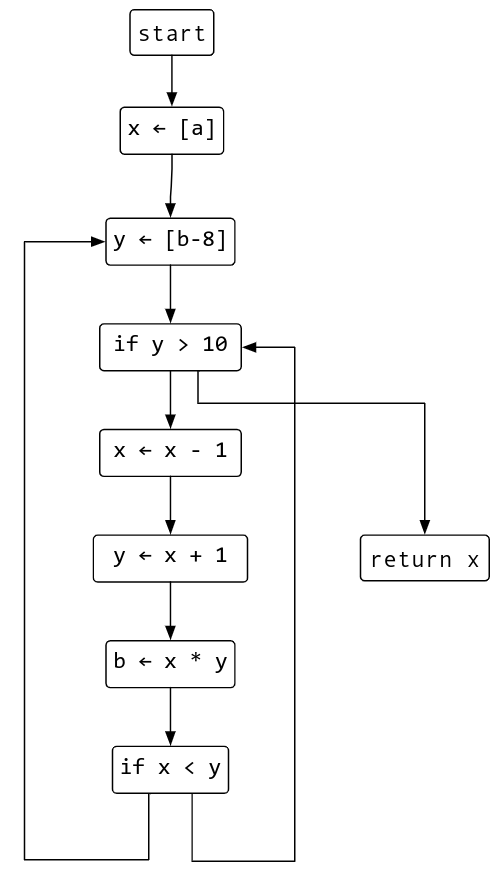 start
x ← [a]
y ← [b-8]
if y > 10
x ← x - 1
y ← x + 1
return x
b ← x * y
if x < y